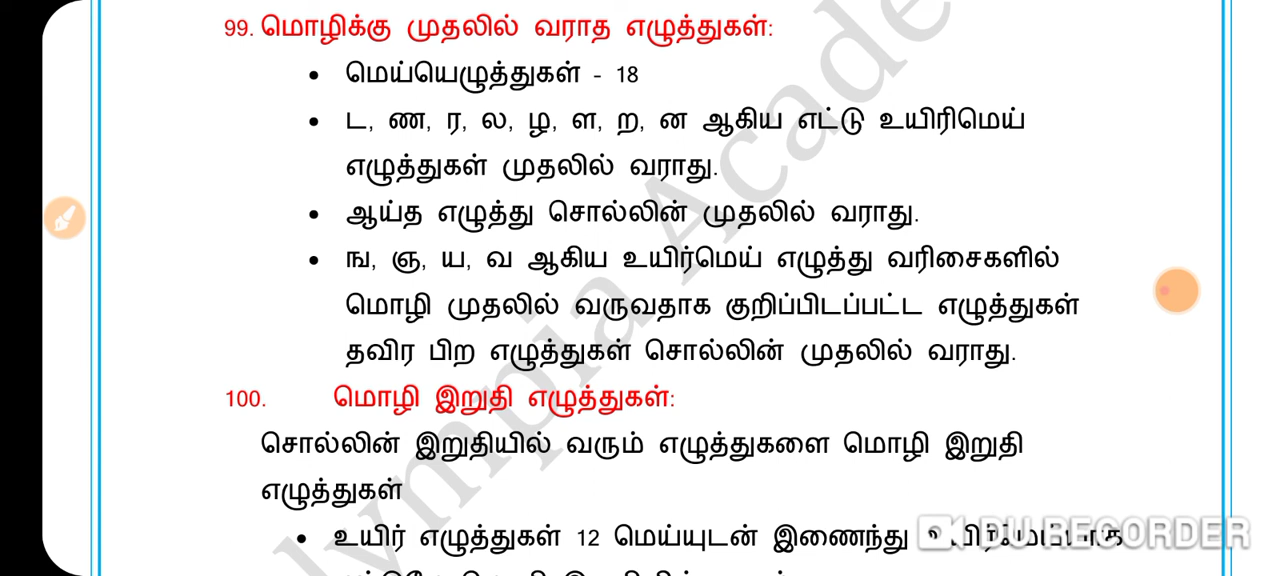 99. மொழிக்கு முதலில் வராத எழுத்துகள்:
• மெய்யெழுத்துகள் - 18
• ட, ண, ர, ல, ழ, ள, ற, ன ஆகிய எட்டு உயிரிமெய்
எழுத்துகள் முதலில் வராது.
• ஆய்த எழுத்து சொல்லின் முதலில் வராது.
• ங, ஞ, ய, வ ஆகிய உயிர்மெய் எழுத்து வரிசைகளில்
மொழி முதலில் வருவதாக குறிப்பிடப்பட்ட எழுத்துகள்
தவிர பிற எழுத்துகள் சொல்லின் முதலில் வராது.
100. மொழி இறுதி எழுத்துகள்:
சொல்லின் இறுதியில் வரும் எழுத்துகளை மொழி இறுதி
எழுத்துகள்
• உயிர் எழுத்துகள் 12 மெய்யுடன் இணைந்து
DU RECORDER